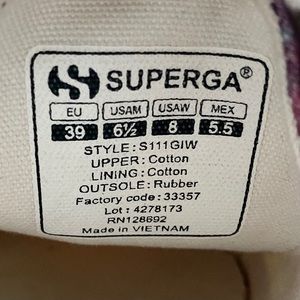 SUPERGA®
EU USAM USAW MEX
39 6½ 8 5.5
STYLE: S111GIW
UPPER: Cotton
LINING: Cotton
OUTSOLE: Rubber
Factory code: 33357
Lot: 4278173
RN128692
Made in VIETNAM